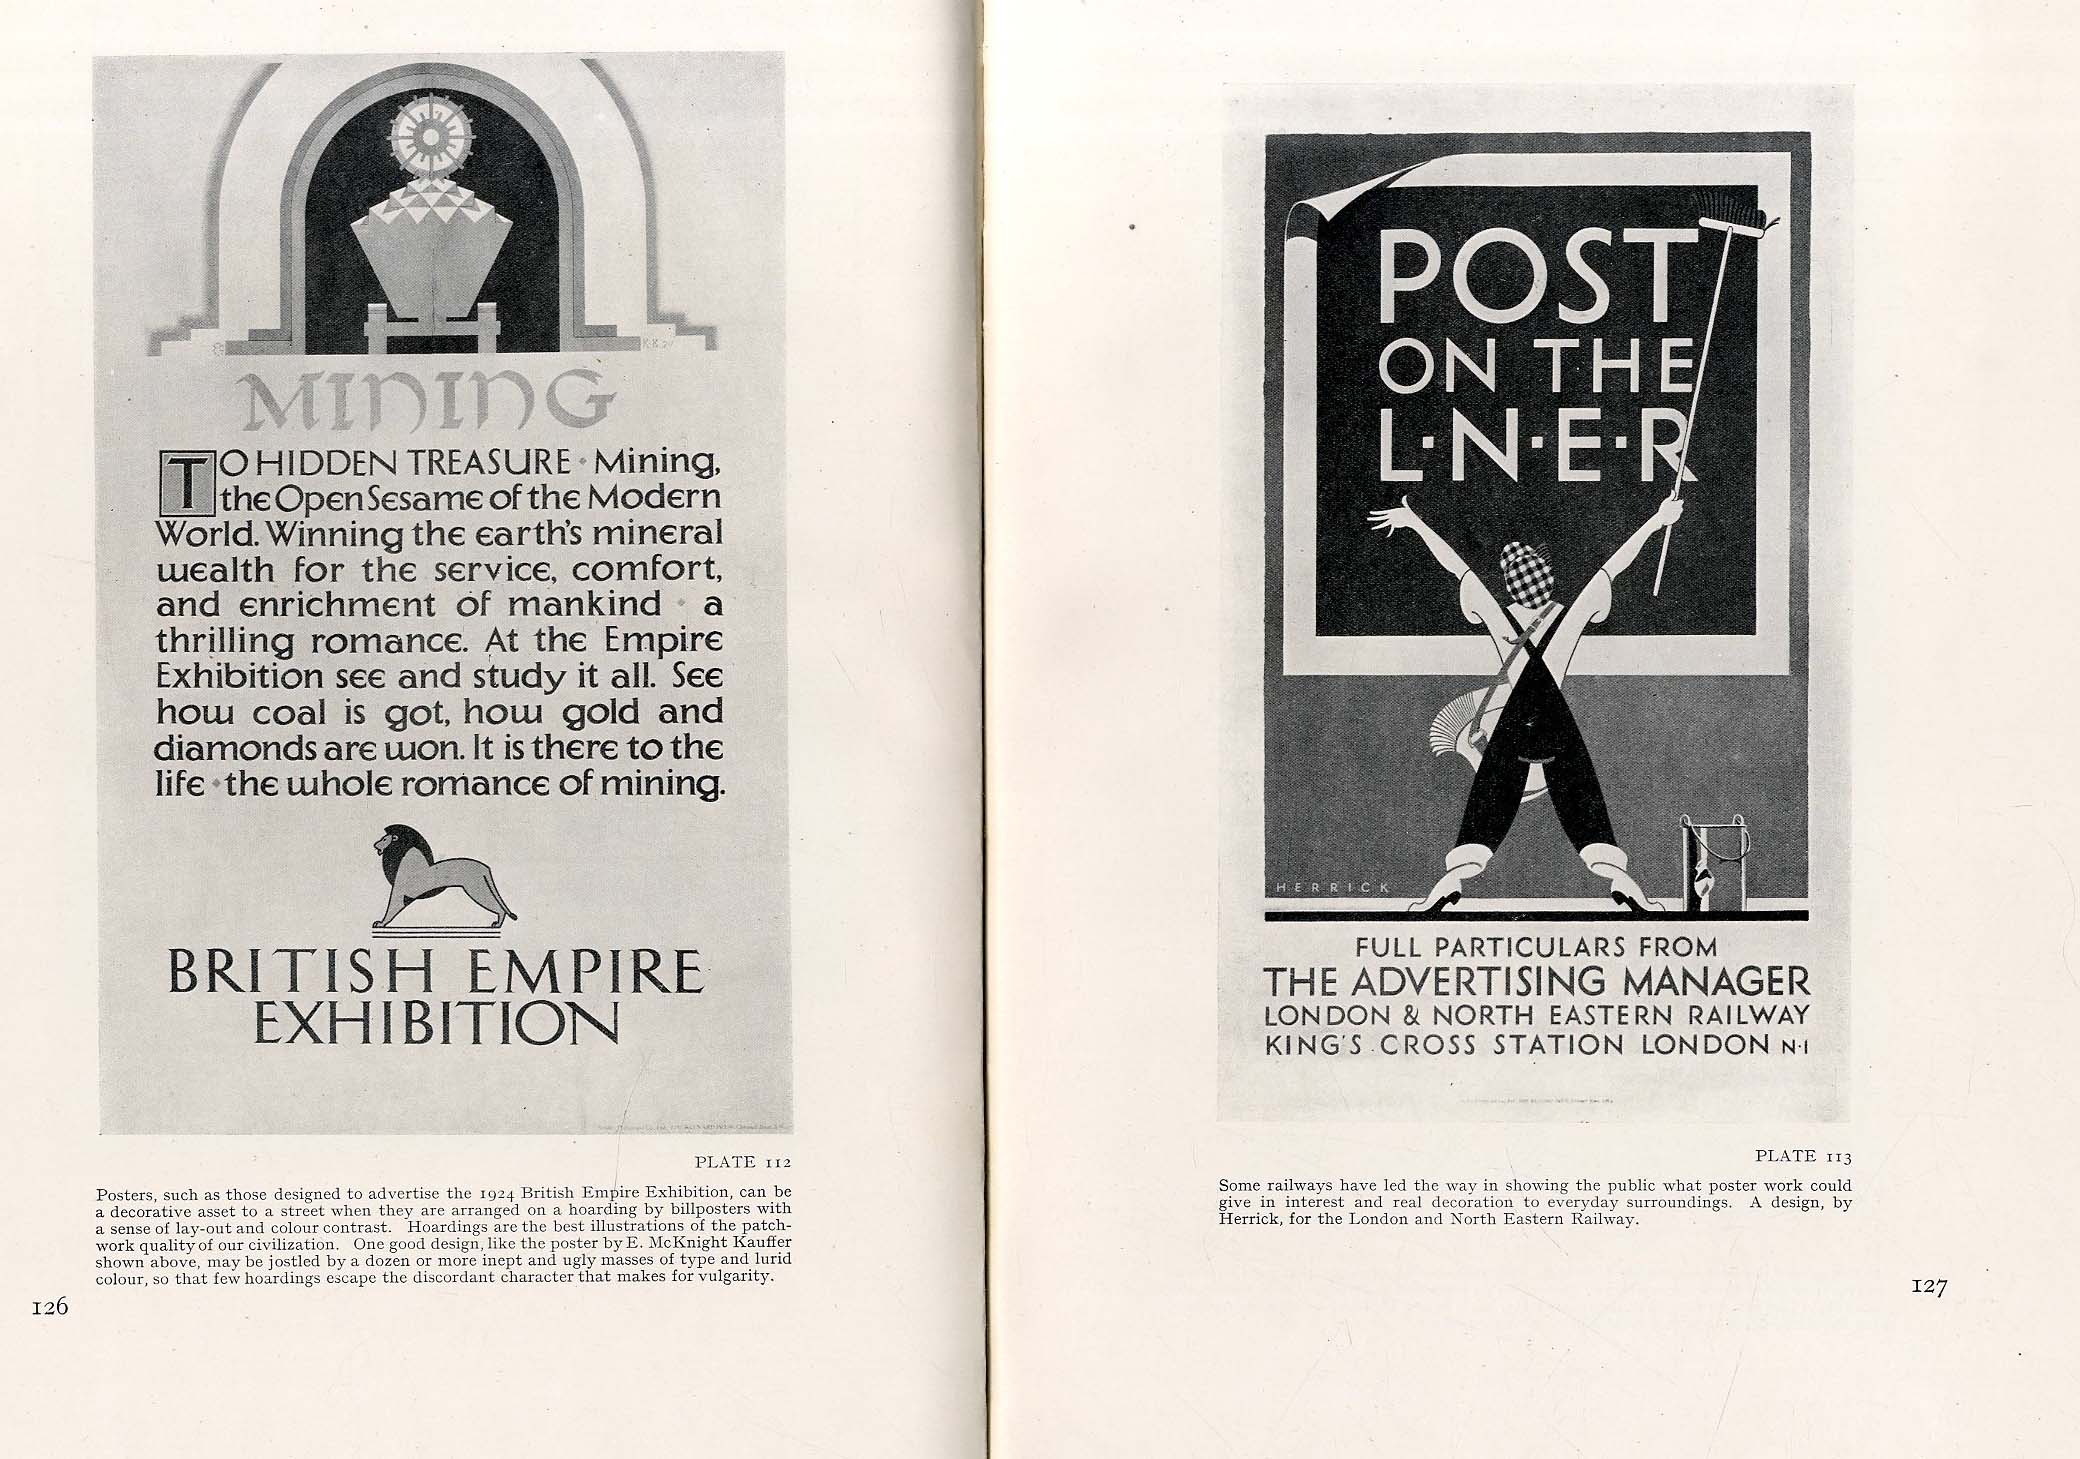 MINING
TO HIDDEN TREASURE · Mining,
the Open Sesame of the Modern
World. Winning the earth's mineral
wealth for the service, comfort,
and enrichment of mankind · a
thrilling romance. At the Empire
Exhibition see and study it all. See
how coal is got, how gold and
diamonds are won. It is there to the
life · the whole romance of mining.
BRITISH EMPIRE
EXHIBITION
PLATE 112
Posters, such as those designed to advertise the 1924 British Empire Exhibition, can be
a decorative asset to a street when they are arranged on a hoarding by billposters with
a sense of lay-out and colour contrast. Hoardings are the best illustrations of the patch-
work quality of our civilization. One good design, like the poster by E. McKnight Kauffer
shown above, may be jostled by a dozen or more inept and ugly masses of type and lurid
colour, so that few hoardings escape the discordant character that makes for vulgarity.
126
POST
ON THE
L·N·E·R
HERRICK
FULL PARTICULARS FROM
THE ADVERTISING MANAGER
LONDON & NORTH EASTERN RAILWAY
KING'S CROSS STATION LONDON N·1
PLATE 113
Some railways have led the way in showing the public what poster work could
give in interest and real decoration to everyday surroundings. A design, by
Herrick, for the London and North Eastern Railway.
127